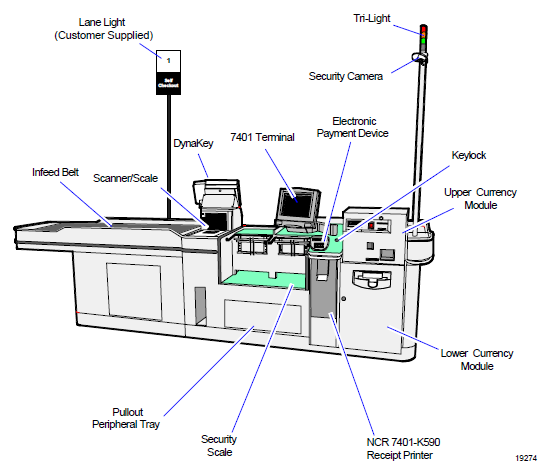 Lane Light
(Customer Supplied)
Tri-Light
1
Self
Checkout
Security Camera
Electronic
Payment Device
DynaKey
7401 Terminal
Keylock
Infeed Belt
Scanner/Scale
Upper Currency
Module
Lower Currency
Module
Pullout
Peripheral Tray
Security
Scale
NCR 7401-K590
Receipt Printer
19274